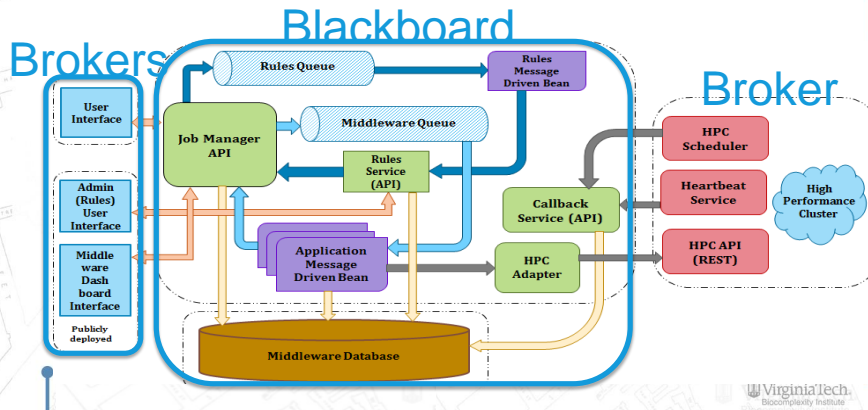 Blackboard
Brokers
Broker
Rules Queue
Rules
Message
Driven Bean
User
Interface
Job Manager
API
Middleware Queue
HPC
Scheduler
Rules
Service
(API)
Admin
(Rules)
User
Interface
Callback
Service (API)
Heartbeat
Service
High
Performance
Cluster
Middle
ware
Dash
board
Interface
Application
Message
Driven Bean
HPC
Adapter
HPC API
(REST)
Publicly
deployed
Middleware Database
VirginiaTech
Biocomplexity Institute